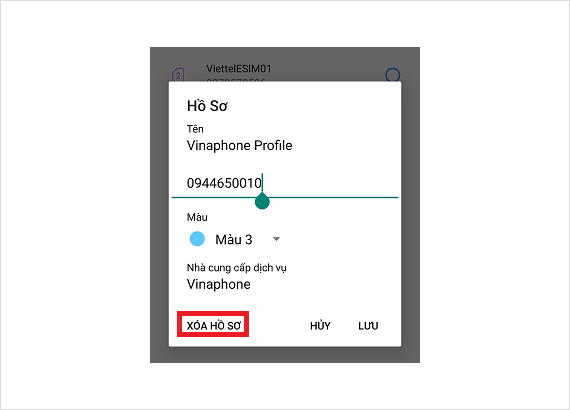 ViettelESIM01
2
Hồ Sơ
Tên
Vinaphone Profile
0944650010
Màu
Màu 3
Nhà cung cấp dịch vụ
Vinaphone
XÓA HỒ SƠ HỦY LƯU